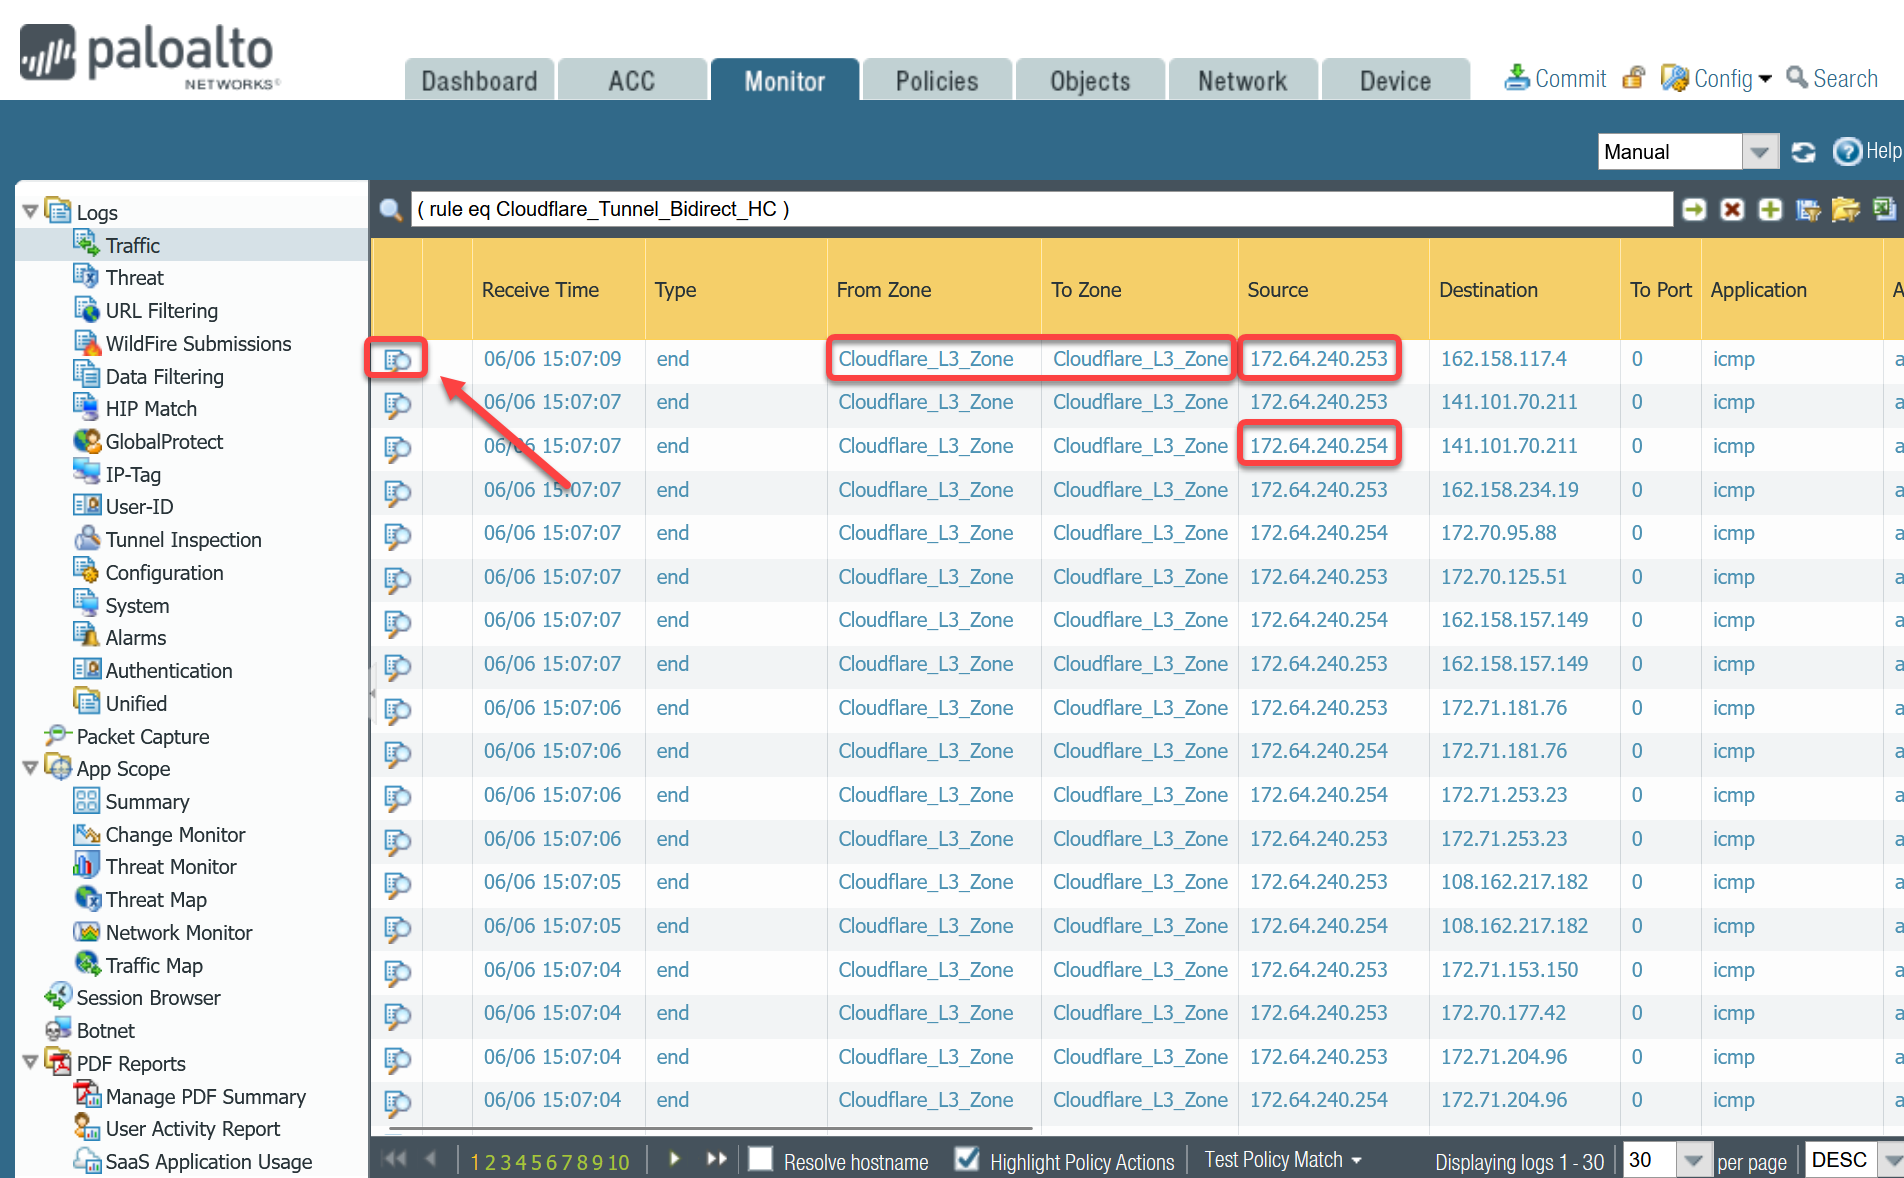 paloalto
NETWORKS®
Dashboard ACC Monitor Policies Objects Network Device Commit Config Search
Manual Help
( rule eq Cloudflare_Tunnel_Bidirect_HC )
Logs
Traffic
Threat
URL Filtering
WildFire Submissions
Data Filtering
HIP Match
GlobalProtect
IP-Tag
User-ID
Tunnel Inspection
Configuration
System
Alarms
Authentication
Unified
Packet Capture
App Scope
Summary
Change Monitor
Threat Monitor
Threat Map
Network Monitor
Traffic Map
Session Browser
Botnet
PDF Reports
Manage PDF Summary
User Activity Report
SaaS Application Usage
Receive Time Type From Zone To Zone Source Destination To Port Application A
06/06 15:07:09 end Cloudflare_L3_Zone Cloudflare_L3_Zone 172.64.240.253 162.158.117.4 0 icmp a
06/06 15:07:07 end Cloudflare_L3_Zone Cloudflare_L3_Zone 172.64.240.253 141.101.70.211 0 icmp a
06/06 15:07:07 end Cloudflare_L3_Zone Cloudflare_L3_Zone 172.64.240.254 141.101.70.211 0 icmp a
06/06 15:07:07 end Cloudflare_L3_Zone Cloudflare_L3_Zone 172.64.240.253 162.158.234.19 0 icmp a
06/06 15:07:07 end Cloudflare_L3_Zone Cloudflare_L3_Zone 172.64.240.254 172.70.95.88 0 icmp a
06/06 15:07:07 end Cloudflare_L3_Zone Cloudflare_L3_Zone 172.64.240.253 172.70.125.51 0 icmp a
06/06 15:07:07 end Cloudflare_L3_Zone Cloudflare_L3_Zone 172.64.240.254 162.158.157.149 0 icmp a
06/06 15:07:07 end Cloudflare_L3_Zone Cloudflare_L3_Zone 172.64.240.253 162.158.157.149 0 icmp a
06/06 15:07:06 end Cloudflare_L3_Zone Cloudflare_L3_Zone 172.64.240.253 172.71.181.76 0 icmp a
06/06 15:07:06 end Cloudflare_L3_Zone Cloudflare_L3_Zone 172.64.240.254 172.71.181.76 0 icmp a
06/06 15:07:06 end Cloudflare_L3_Zone Cloudflare_L3_Zone 172.64.240.254 172.71.253.23 0 icmp a
06/06 15:07:06 end Cloudflare_L3_Zone Cloudflare_L3_Zone 172.64.240.253 172.71.253.23 0 icmp a
06/06 15:07:05 end Cloudflare_L3_Zone Cloudflare_L3_Zone 172.64.240.253 108.162.217.182 0 icmp a
06/06 15:07:05 end Cloudflare_L3_Zone Cloudflare_L3_Zone 172.64.240.254 108.162.217.182 0 icmp a
06/06 15:07:04 end Cloudflare_L3_Zone Cloudflare_L3_Zone 172.64.240.253 172.71.153.150 0 icmp a
06/06 15:07:04 end Cloudflare_L3_Zone Cloudflare_L3_Zone 172.64.240.253 172.70.177.42 0 icmp a
06/06 15:07:04 end Cloudflare_L3_Zone Cloudflare_L3_Zone 172.64.240.253 172.71.204.96 0 icmp a
06/06 15:07:04 end Cloudflare_L3_Zone Cloudflare_L3_Zone 172.64.240.254 172.71.204.96 0 icmp a
1 2 3 4 5 6 7 8 9 10 Resolve hostname Highlight Policy Actions Test Policy Match Displaying logs 1 - 30 30 per page DESC